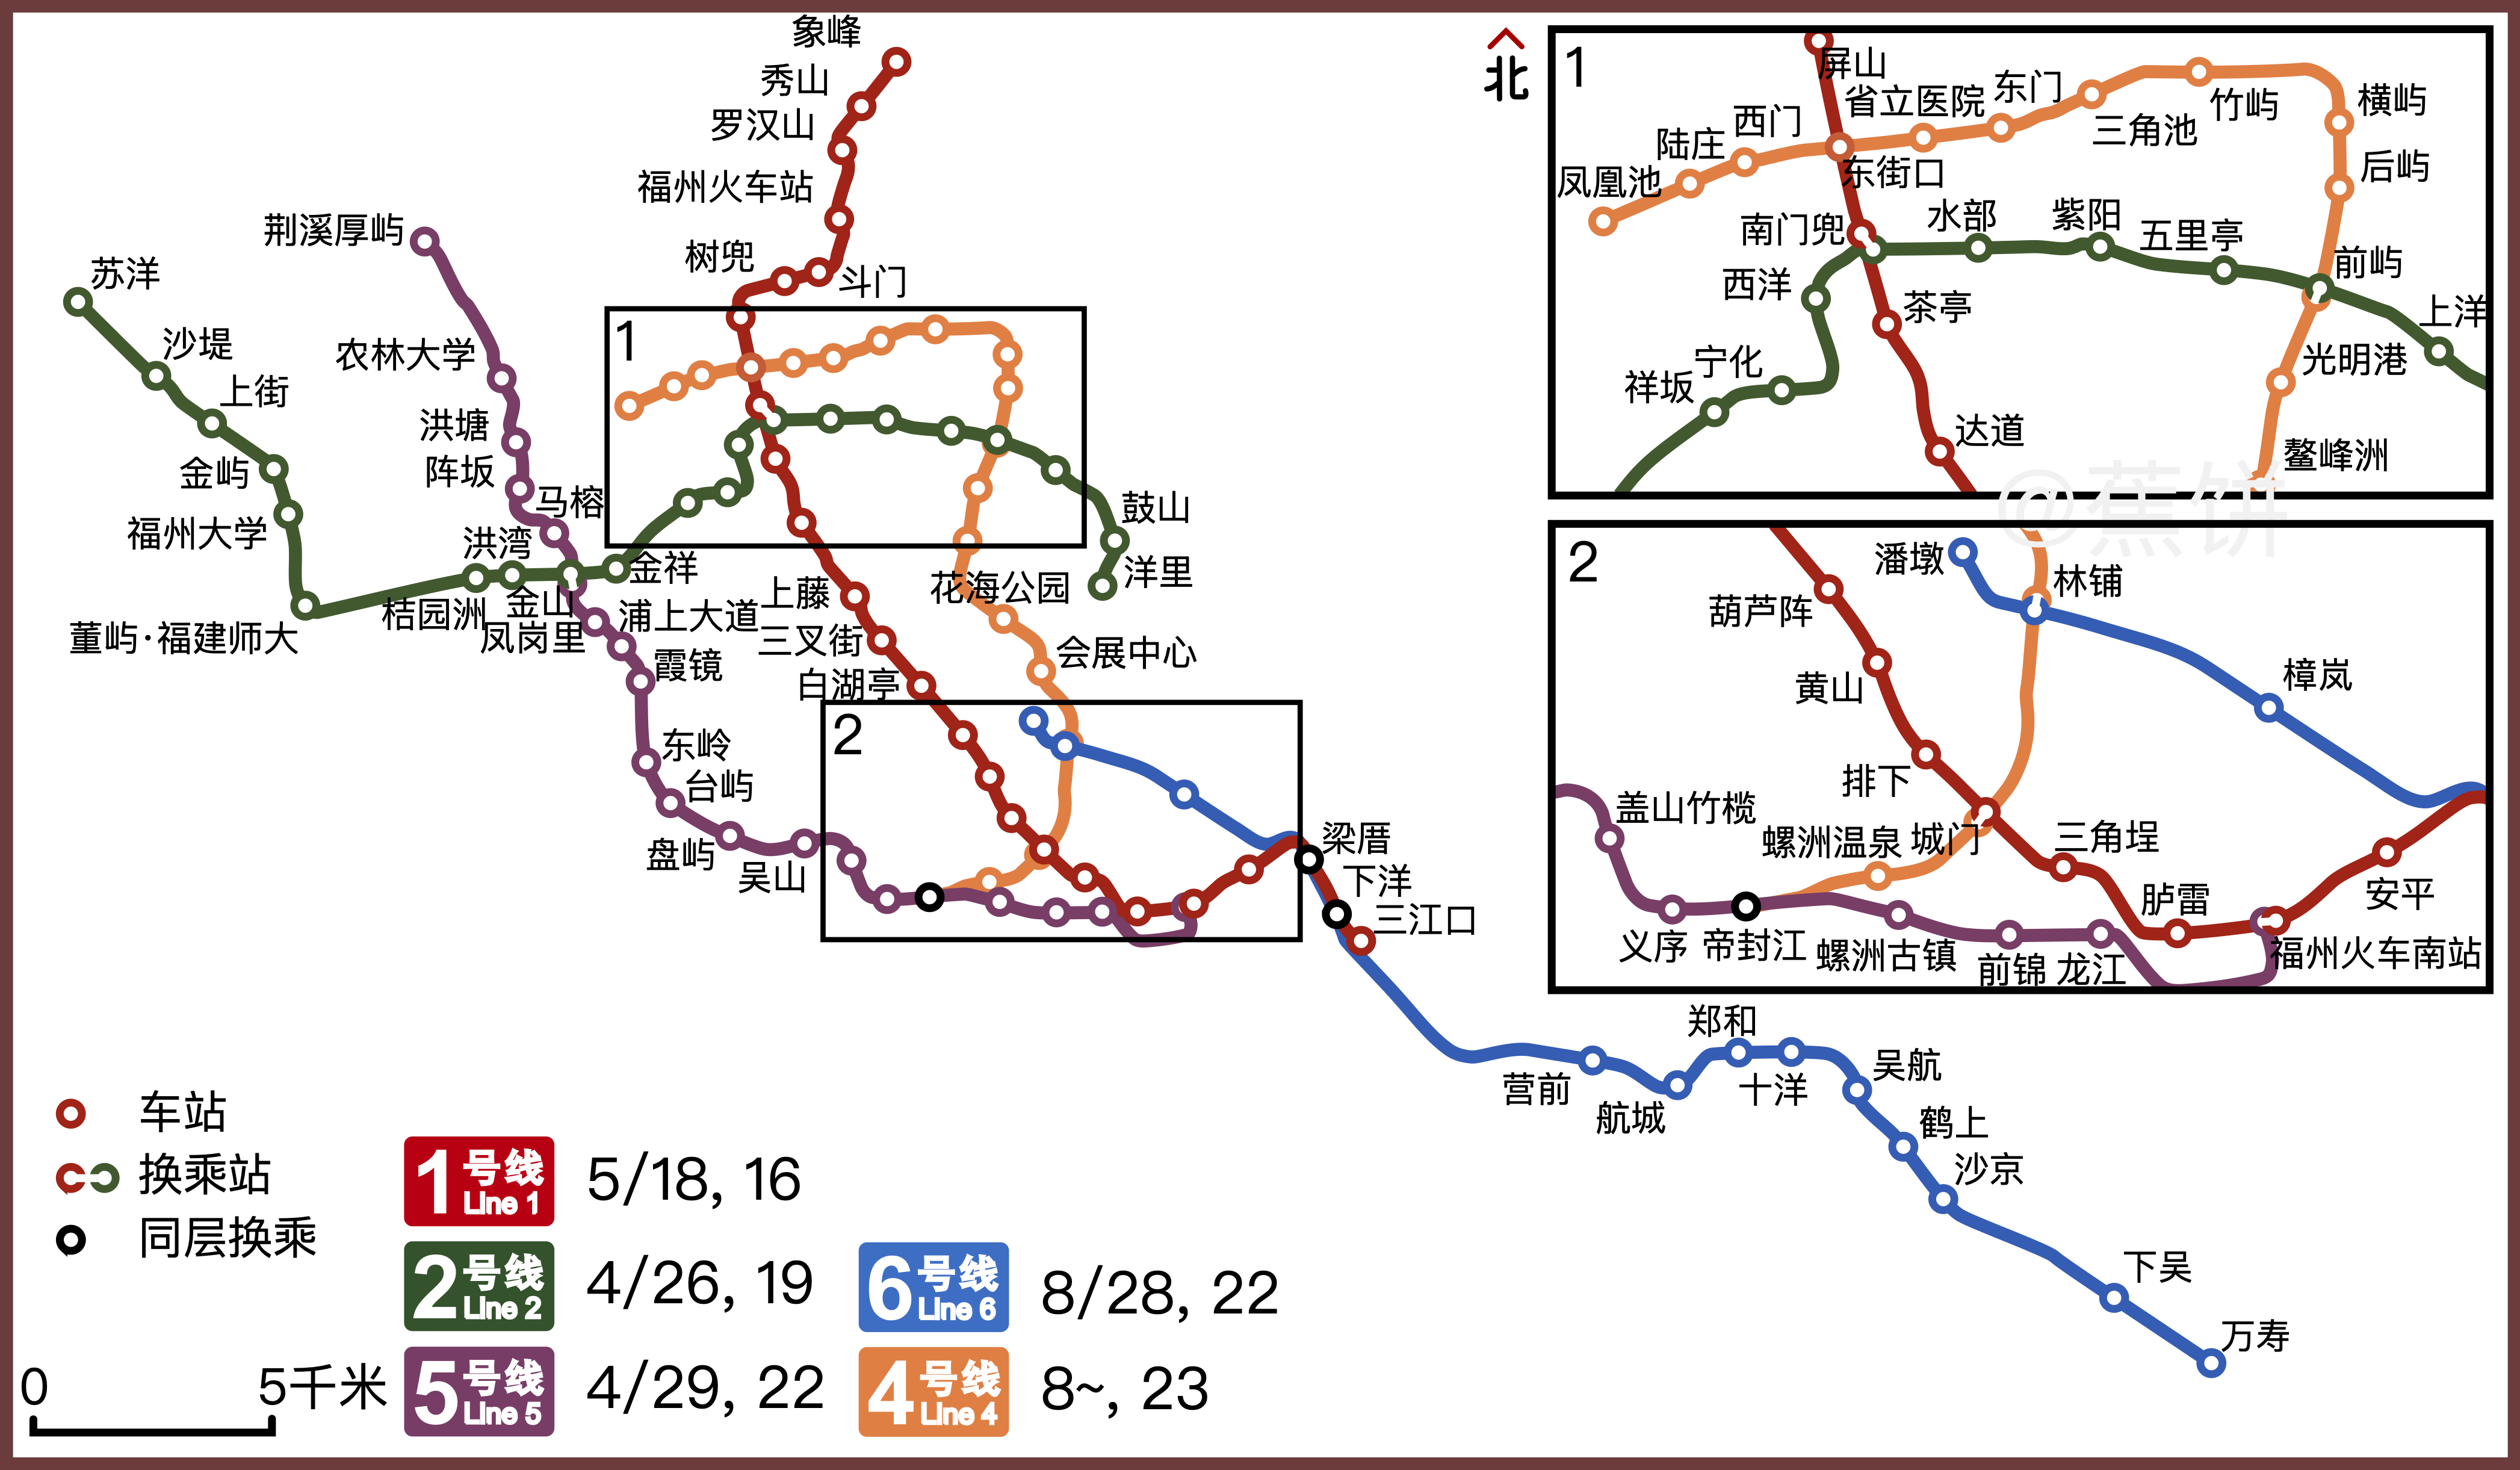 象峰
秀山
罗汉山
福州火车站
树兜
斗门
荆溪厚屿
农林大学
洪塘
阵坂
马榕
苏洋
沙堤
上街
金屿
福州大学
董屿·福建师大
桔园洲
洪湾
金山
金祥
凤岗里
浦上大道
霞镜
东岭
台屿
盘屿
吴山
1
鼓山
洋里
花海公园
会展中心
上藤
三叉街
白湖亭
2
梁厝
下洋
三江口
营前
航城
郑和
十洋
吴航
鹤上
沙京
下吴
万寿
北
1
屏山
省立医院
东门
三角池
竹屿
横屿
后屿
西门
陆庄
凤凰池
东街口
南门兜
水部
紫阳
五里亭
前屿
上洋
西洋
茶亭
宁化
祥坂
光明港
达道
鳌峰洲
@蕉饼
2
潘墩
林铺
葫芦阵
樟岚
黄山
排下
盖山竹榄
螺洲温泉
城门
三角埕
胪雷
安平
义序
帝封江
螺洲古镇
前锦
龙江
福州火车南站
车站
换乘站
同层换乘
1号线
Line 1
5/18, 16
2号线
Line 2
4/26, 19
5号线
Line 5
4/29, 22
6号线
Line 6
8/28, 22
4号线
Line 4
8~, 23
0
5千米